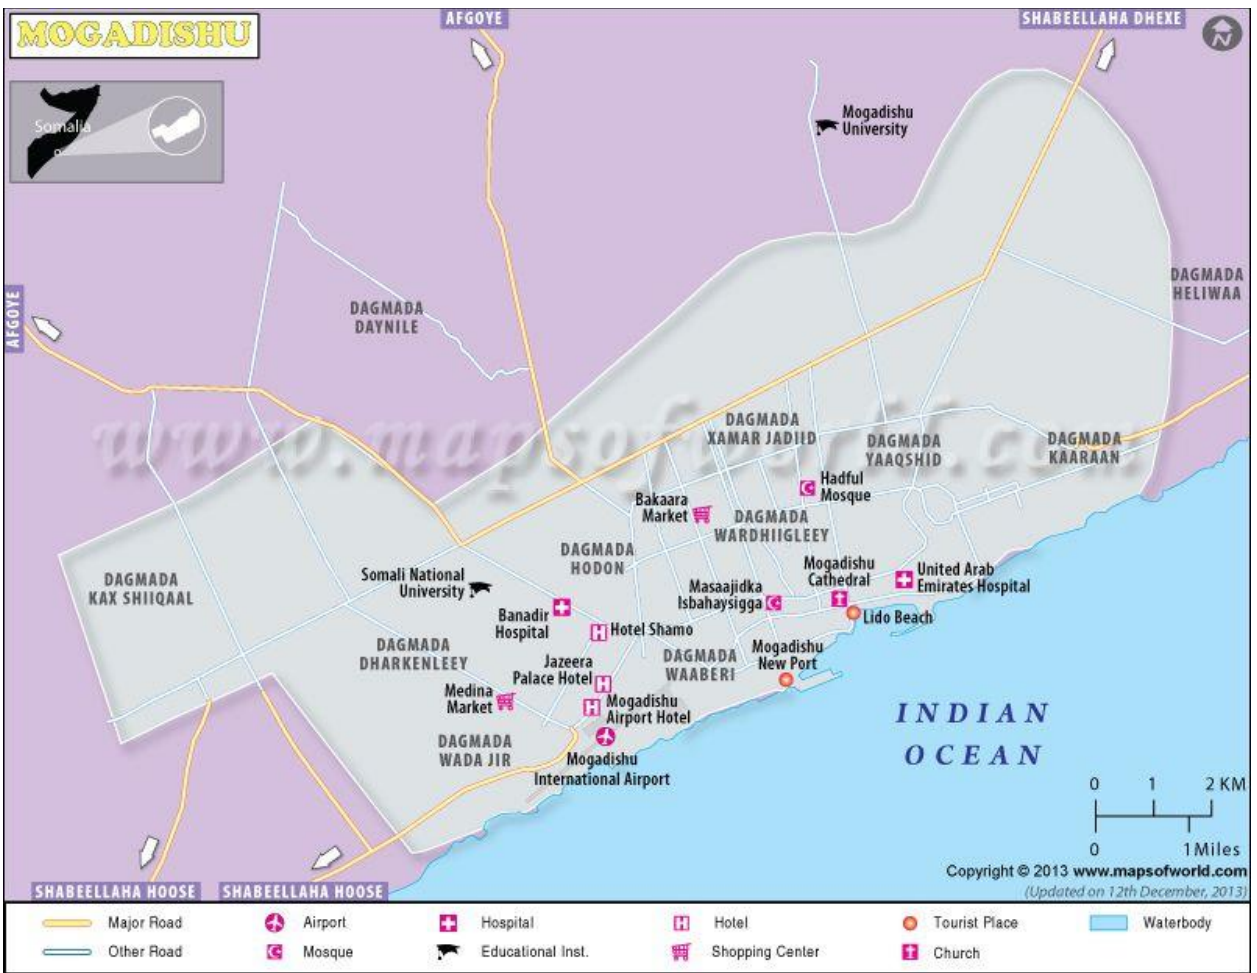 MOGADISHU
AFGOYE
SHABEELLAHA DHEXE
N
Somalia
Mogadishu
University
DAGMADA
HELIWAA
AFGOYE
DAGMADA
DAYNILE
www.mapsofworld.com
DAGMADA
XAMAR JADIID
DAGMADA
YAAQSHID
DAGMADA
KAARAAN
Hadful
Mosque
Bakaara
Market
DAGMADA
WARDHIIGLEEY
DAGMADA
HODON
DAGMADA
KAX SHIIQAAL
Somali National
University
Mogadishu
Cathedral
United Arab
Emirates Hospital
Masaajidka
Isbahaysigga
Banadir
Hospital
Hotel Shamo
Lido Beach
DAGMADA
DHARKENLEEY
DAGMADA
WAABERI
Mogadishu
New Port
Jazeera
Palace Hotel
Medina
Market
Mogadishu
Airport Hotel
DAGMADA
WADA JIR
Mogadishu
International Airport
INDIAN
OCEAN
0 1 2 KM
0 1 Miles
Copyright © 2013 www.mapsofworld.com
(Updated on 12th December, 2013)
SHABEELLAHA HOOSE
SHABEELLAHA HOOSE
Major Road
Airport
Hospital
Hotel
Tourist Place
Waterbody
Other Road
Mosque
Educational Inst.
Shopping Center
Church